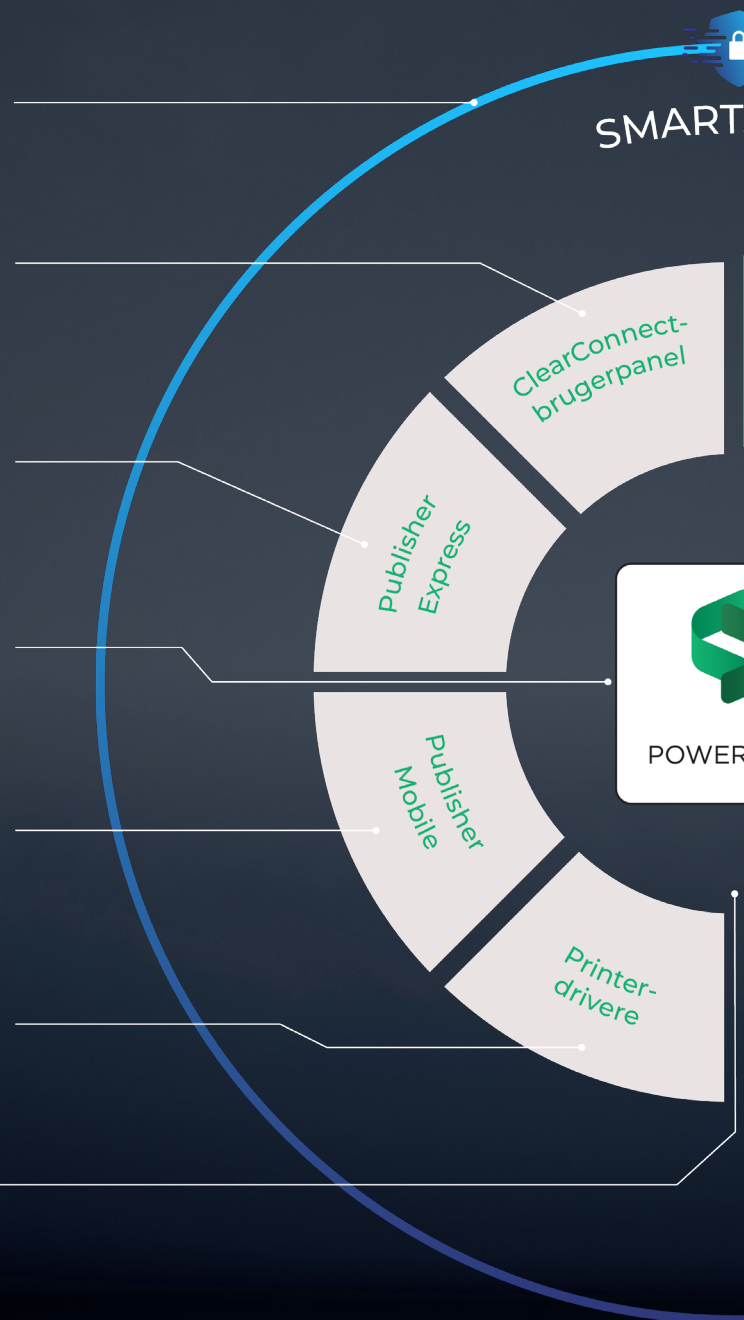 SMART
ClearConnect-
brugerpanel
Publisher
Express
POWER
Publisher
Mobile
Printer-
drivere